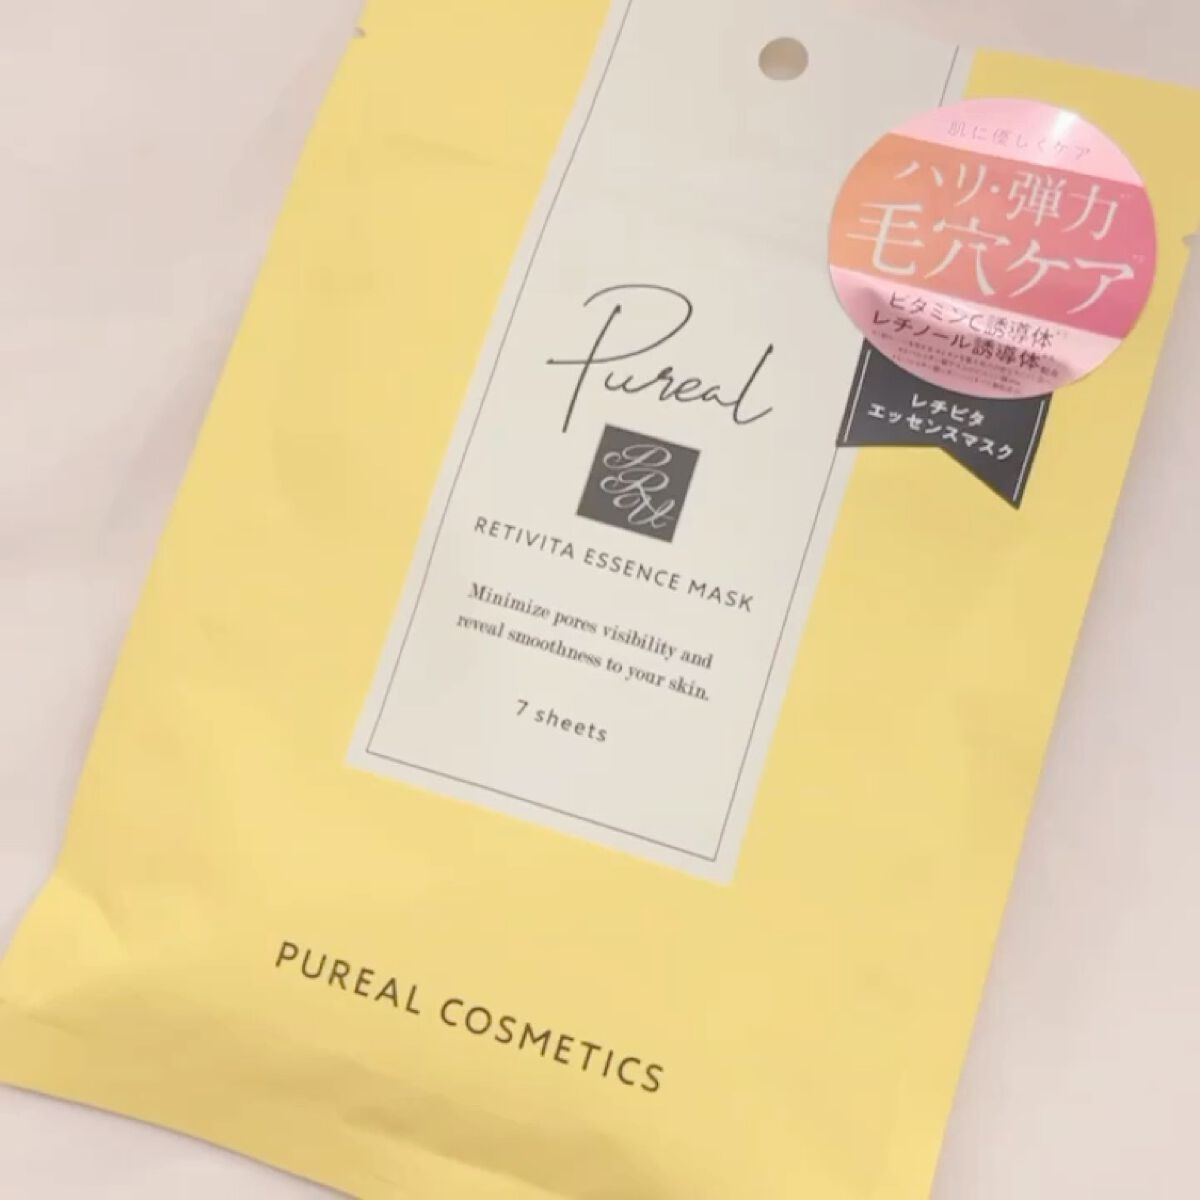 肌に優しくケア
ハリ・弾力
毛穴ケア
ビタミンC誘導体
レチノール誘導体
レチビタ
エッセンスマスク
Pureal
RETIVITA ESSENCE MASK
Minimize pores visibility and
reveal smoothness to your skin.
7 sheets
PUREAL COSMETICS